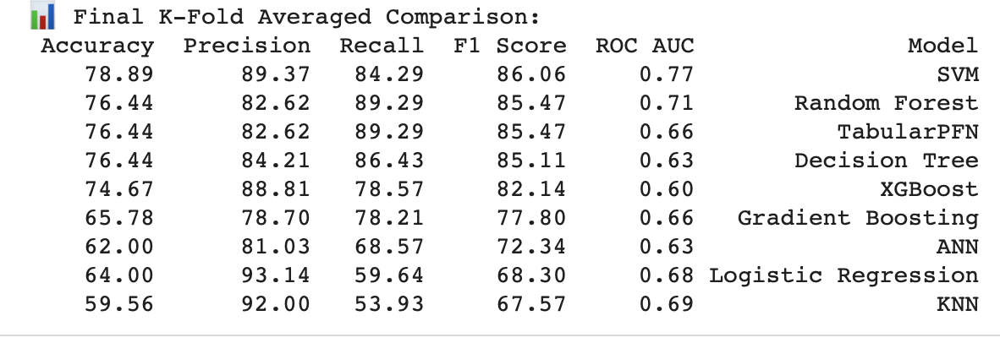 📊 Final K-Fold Averaged Comparison:
Accuracy Precision Recall F1 Score ROC AUC Model
78.89 89.37 84.29 86.06 0.77 SVM
76.44 82.62 89.29 85.47 0.71 Random Forest
76.44 82.62 89.29 85.47 0.66 TabularPFN
76.44 84.21 86.43 85.11 0.63 Decision Tree
74.67 88.81 78.57 82.14 0.60 XGBoost
65.78 78.70 78.21 77.80 0.66 Gradient Boosting
62.00 81.03 68.57 72.34 0.63 ANN
64.00 93.14 59.64 68.30 0.68 Logistic Regression
59.56 92.00 53.93 67.57 0.69 KNN